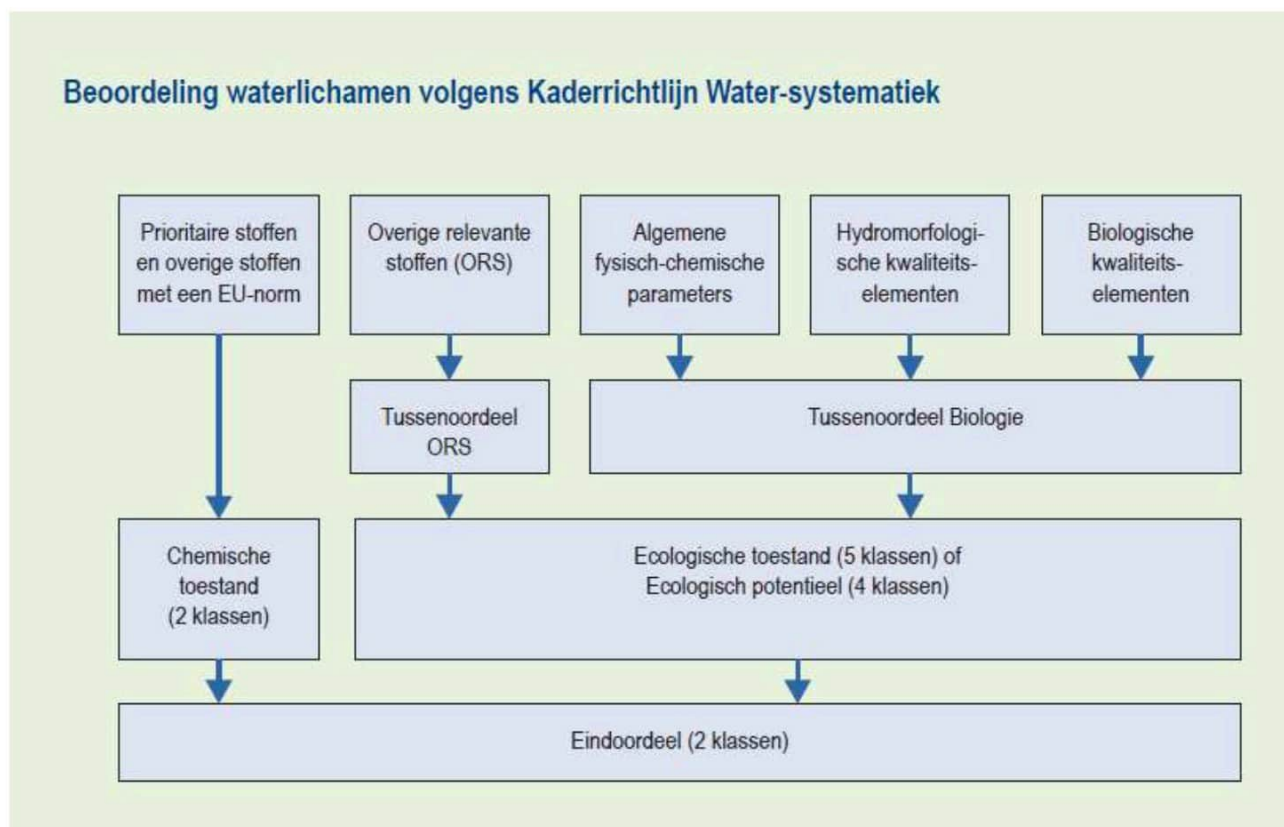 Beoordeling waterlichamen volgens Kaderrichtlijn Water-systematiek
Prioritaire stoffen
en overige stoffen
met een EU-norm
Overige relevante
stoffen (ORS)
Algemene
fysisch-chemische
parameters
Hydromorfologi-
sche kwaliteits-
elementen
Biologische
kwaliteits-
elementen
Tussenoordeel
ORS
Tussenoordeel Biologie
Chemische
toestand
(2 klassen)
Ecologische toestand (5 klassen) of
Ecologisch potentieel (4 klassen)
Eindoordeel (2 klassen)